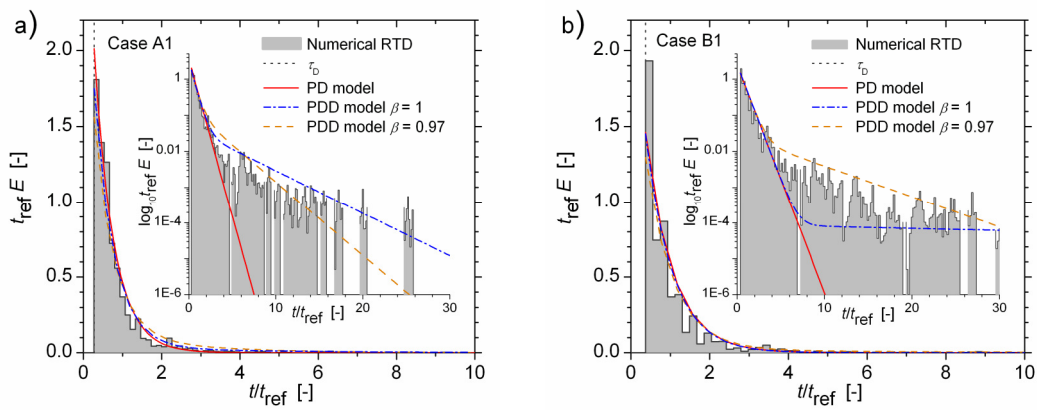 a)
Case A1
Numerical RTD
τD
PD model
PDD model β = 1
PDD model β = 0.97
2.0
1.5
1.0
0.5
0.0
t_ref E [-]
0 2 4 6 8 10
t/t_ref [-]
1
0.01
1E-4
1E-6
log10 t_ref E [-]
0 10 20 30
t/t_ref [-]
b)
Case B1
Numerical RTD
τD
PD model
PDD model β = 1
PDD model β = 0.97
2.0
1.5
1.0
0.5
0.0
t_ref E [-]
0 2 4 6 8 10
t/t_ref [-]
1
0.01
1E-4
1E-6
log10 t_ref E [-]
0 10 20 30
t/t_ref [-]